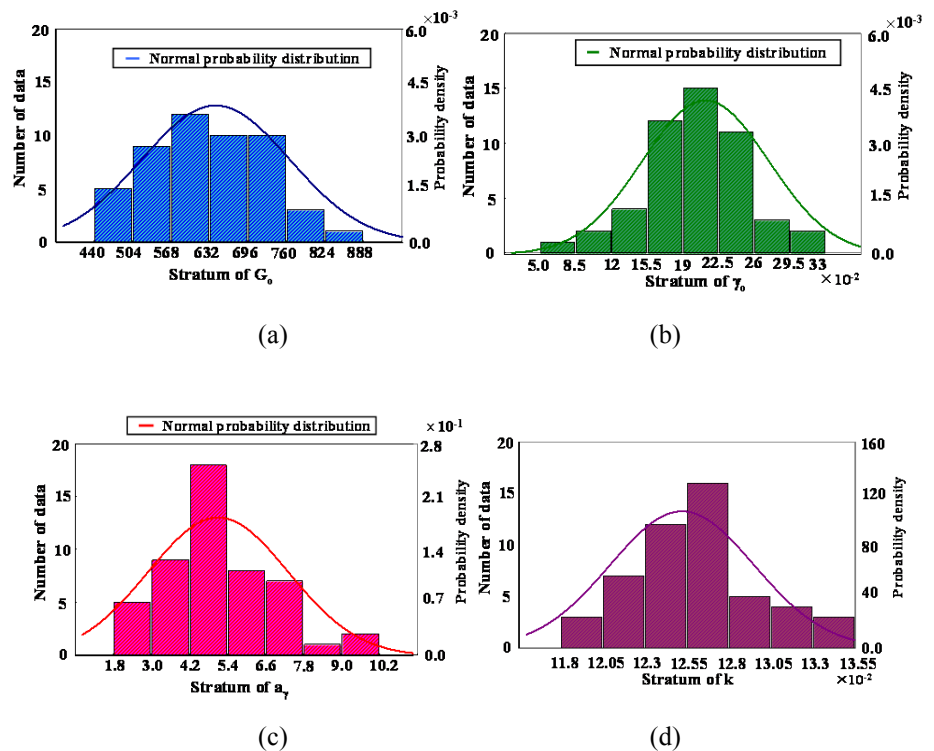 ×10⁻³
20 6.0
Normal probability distribution
15 4.5
10 3.0
5 1.5
0 0.0
Number of data
Probability density
440 504 568 632 696 760 824 888
Stratum of Gₒ
(a)
×10⁻³
20 6.0
Normal probability distribution
15 4.5
10 3.0
5 1.5
0 0.0
Number of data
Probability density
5.0 8.5 12 15.5 19 22.5 26 29.5 33
Stratum of γₒ ×10⁻²
(b)
Normal probability distribution ×10⁻¹
20 2.8
15 2.1
10 1.4
5 0.7
0 0.0
Number of data
Probability density
1.8 3.0 4.2 5.4 6.6 7.8 9.0 10.2
Stratum of aᵧ
(c)
20 160
15 120
10 80
5 40
0 0.0
Number of data
Probability density
11.8 12.05 12.3 12.55 12.8 13.05 13.3 13.55
Stratum of k ×10⁻²
(d)